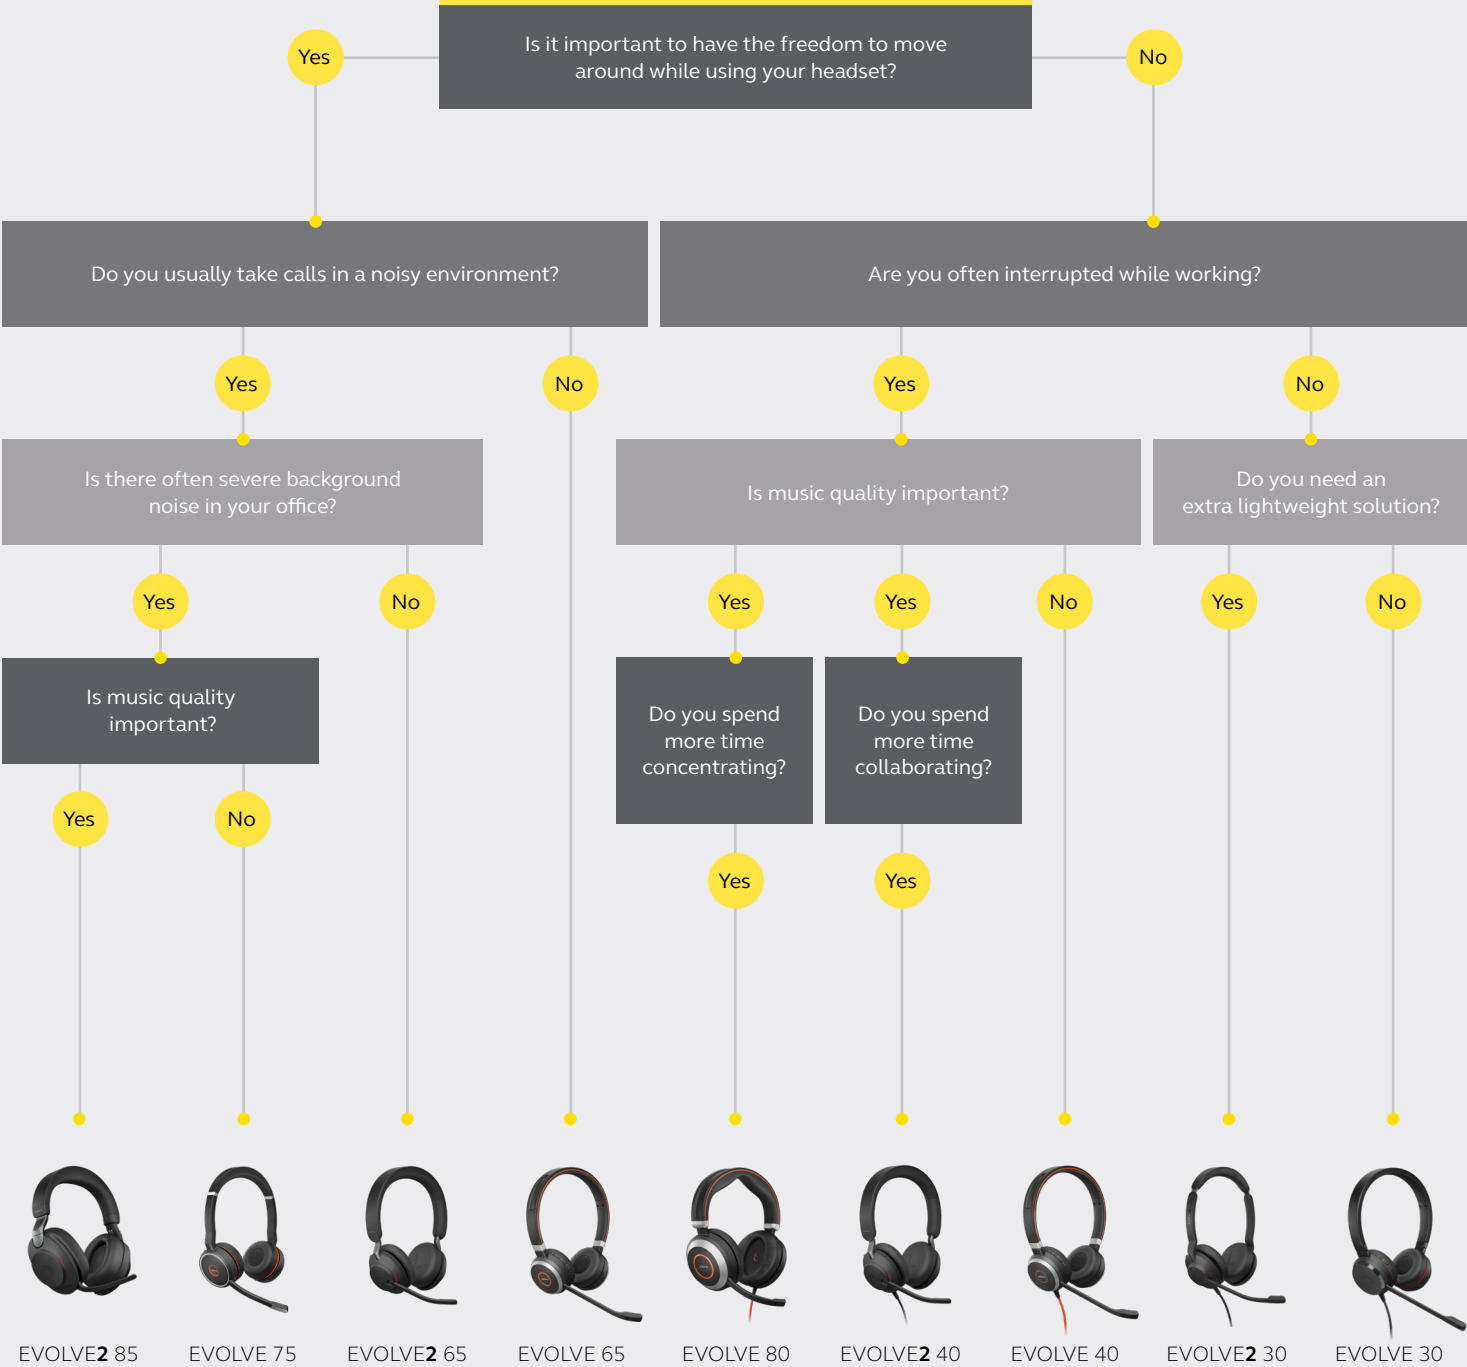 Is it important to have the freedom to move
around while using your headset?
Yes
No
Do you usually take calls in a noisy environment?
Are you often interrupted while working?
Yes
No
Yes
No
Is there often severe background
noise in your office?
Is music quality important?
Do you need an
extra lightweight solution?
Yes
No
Yes
Yes
No
Yes
No
Is music quality
important?
Do you spend
more time
concentrating?
Do you spend
more time
collaborating?
Yes
No
Yes
Yes
EVOLVE2 85
EVOLVE 75
EVOLVE2 65
EVOLVE 65
EVOLVE 80
EVOLVE2 40
EVOLVE 40
EVOLVE2 30
EVOLVE 30